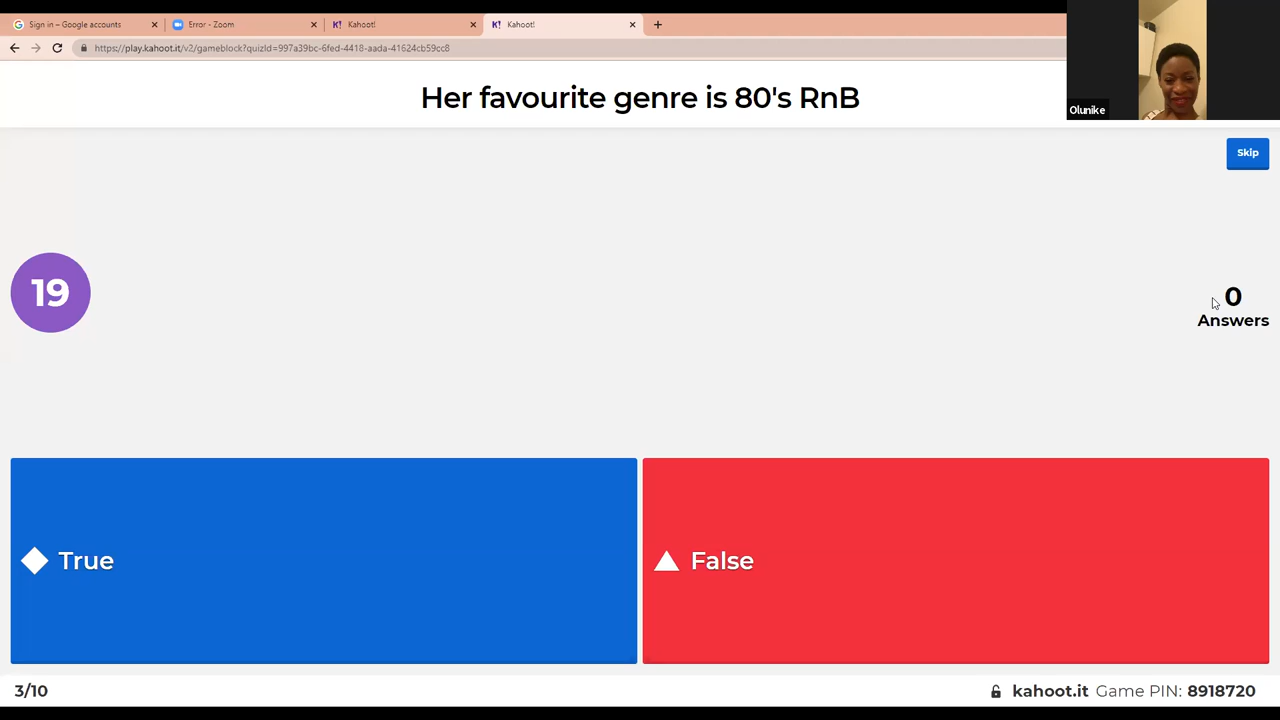 Sign in – Google accounts
Error - Zoom
Kahoot!
Kahoot!
https://play.kahoot.it/v2/gameblock?quizId=997a39bc-6fed-4418-aada-41624cb59cc8
Her favourite genre is 80's RnB
Olunike
Skip
19
0
Answers
True
False
3/10
kahoot.it Game PIN: 8918720